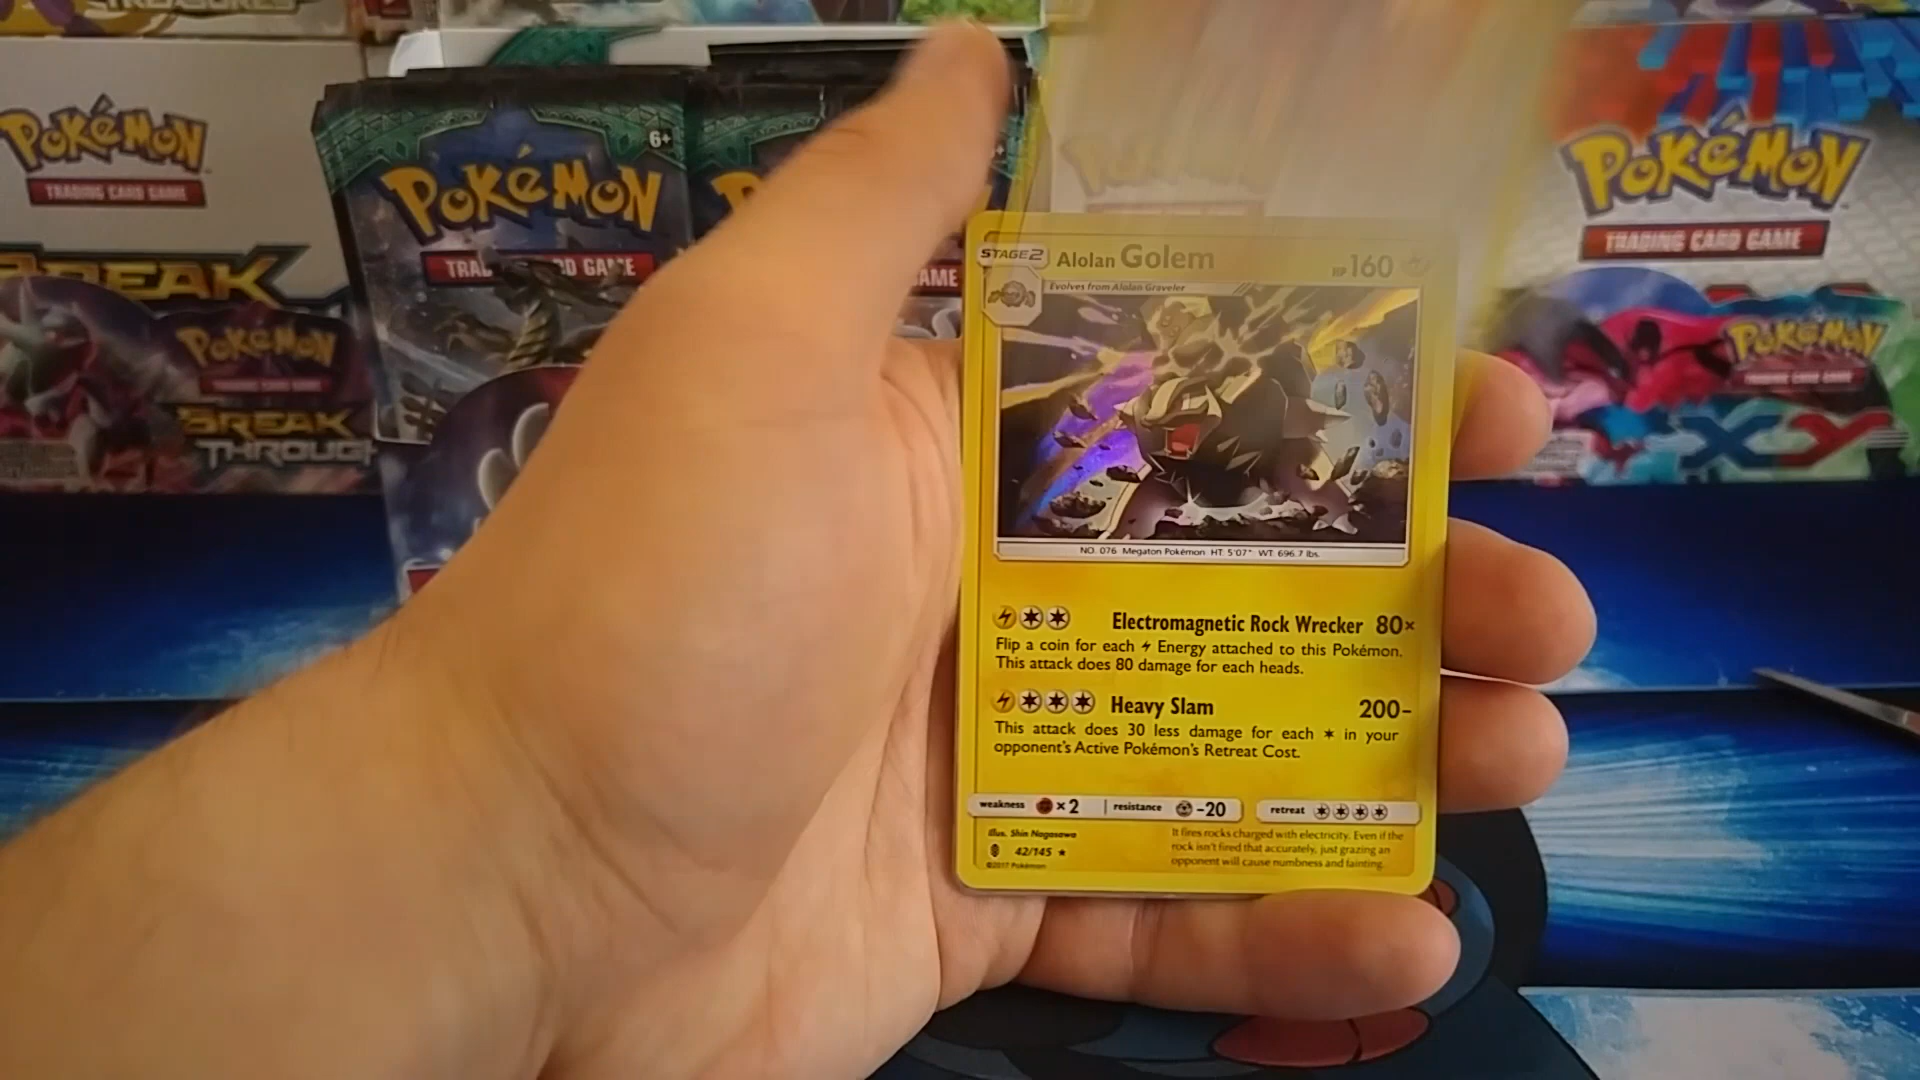 TREASURES
POKéMON
TRADING CARD GAME
BREAK
POKéMON
BREAK
THROUGH
6+
POKéMON
GAME
POKéMON
TRADING CARD GAME
POKéMON
XY
STAGE2 Alolan Golem HP160
Evolves from Alolan Graveler
NO. 076 Megaton Pokémon HT: 5'07" WT: 696.7 lbs.
Electromagnetic Rock Wrecker 80×
Flip a coin for each Energy attached to this Pokémon.
This attack does 80 damage for each heads.
Heavy Slam 200-
This attack does 30 less damage for each ✶ in your
opponent's Active Pokémon's Retreat Cost.
weakness ×2 resistance -20 retreat
Illus. Shin Nagasawa
42/145 ★
©2017 Pokémon
It fires rocks charged with electricity. Even if the
rock isn't fired that accurately, just grazing an
opponent will cause numbness and fainting.